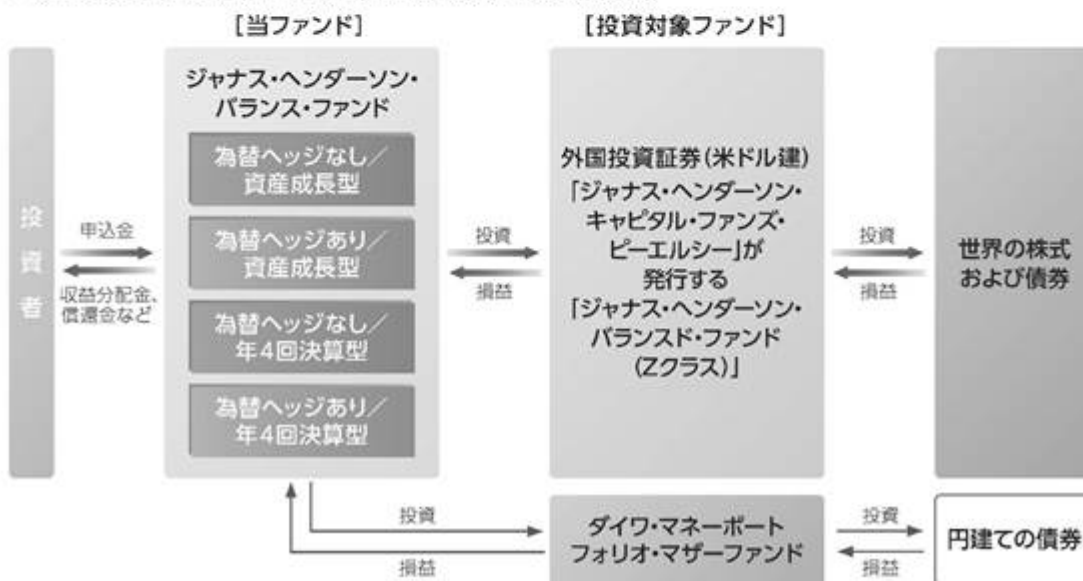 [当ファンド]
[投資対象ファンド]
投資者
申込金
収益分配金、
償還金など
ジャナス・ヘンダーソン・
バランス・ファンド
為替ヘッジなし／
資産成長型
為替ヘッジあり／
資産成長型
為替ヘッジなし／
年4回決算型
為替ヘッジあり／
年4回決算型
投資
損益
外国投資証券(米ドル建)
「ジャナス・ヘンダーソン・
キャピタル・ファンズ・
ピーエルシー」が
発行する
「ジャナス・ヘンダーソン・
バランスド・ファンド
(Zクラス)」
投資
損益
世界の株式
および債券
投資
損益
ダイワ・マネーポート
フォリオ・マザーファンド
投資
損益
円建ての債券